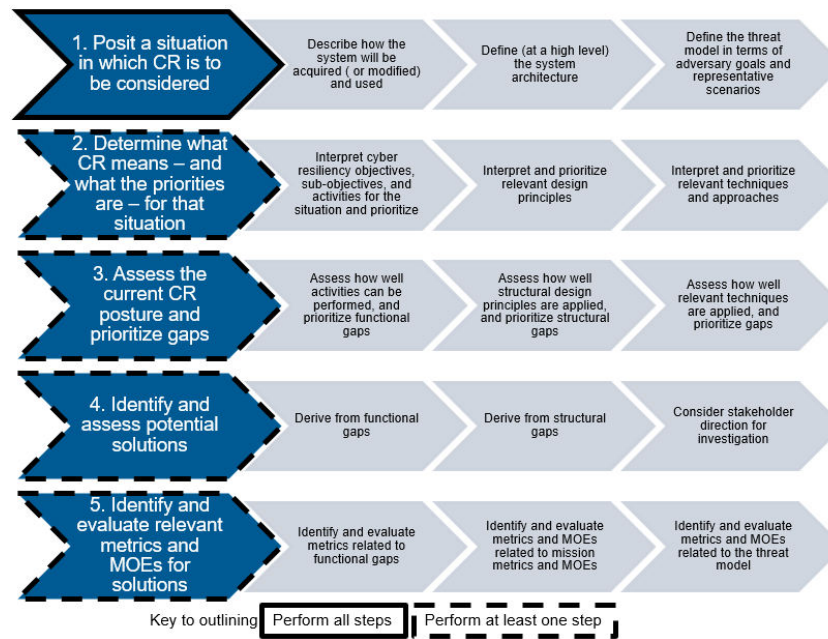 1. Posit a situation
in which CR is to
be considered
Describe how the
system will be
acquired ( or modified)
and used
Define (at a high level)
the system
architecture
Define the threat
model in terms of
adversary goals and
representative
scenarios
2. Determine what
CR means – and
what the priorities
are – for that
situation
Interpret cyber
resiliency objectives,
sub-objectives, and
activities for the
situation and prioritize
Interpret and prioritize
relevant design
principles
Interpret and prioritize
relevant techniques
and approaches
3. Assess the
current CR
posture and
prioritize gaps
Assess how well
activities can be
performed, and
prioritize functional
gaps
Assess how well
structural design
principles are applied,
and prioritize structural
gaps
Assess how well
relevant techniques
are applied, and
prioritize gaps
4. Identify and
assess potential
solutions
Derive from functional
gaps
Derive from structural
gaps
Consider stakeholder
direction for
investigation
5. Identify and
evaluate relevant
metrics and
MOEs for
solutions
Identify and evaluate
metrics related to
functional gaps
Identify and evaluate
metrics and MOEs
related to mission
metrics and MOEs
Identify and evaluate
metrics and MOEs
related to the threat
model
Key to outlining
Perform all steps
Perform at least one step